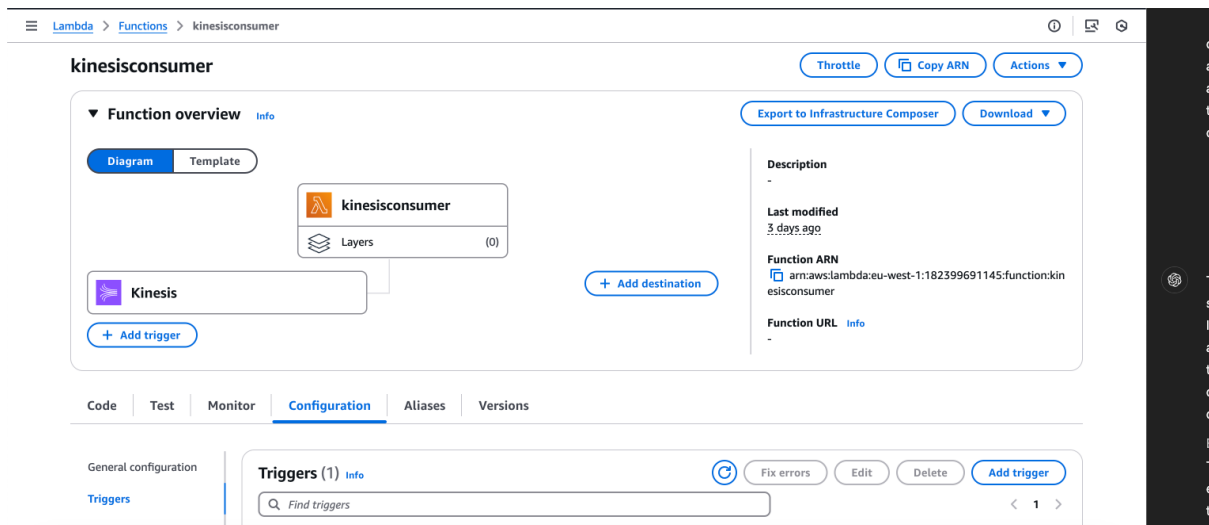 Lambda > Functions > kinesisconsumer
kinesisconsumer
Throttle
Copy ARN
Actions
Function overview Info
Export to Infrastructure Composer
Download
Diagram
Template
kinesisconsumer
Layers (0)
Kinesis
+ Add trigger
+ Add destination
Description
-
Last modified
3 days ago
Function ARN
arn:aws:lambda:eu-west-1:182399691145:function:kin
esisconsumer
Function URL Info
-
Code
Test
Monitor
Configuration
Aliases
Versions
General configuration
Triggers
Triggers (1) Info
Fix errors
Edit
Delete
Add trigger
Find triggers
< 1 >